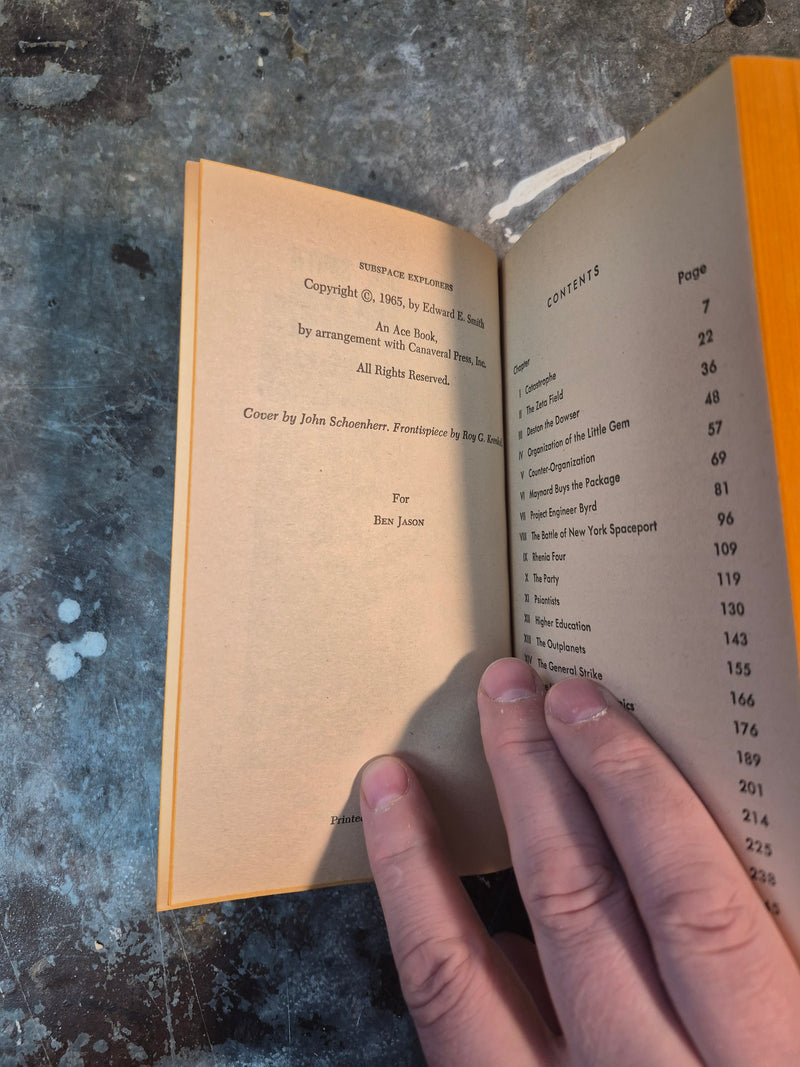 SUBSPACE EXPLORERS
Copyright ©, 1965, by Edward E. Smith
An Ace Book,
by arrangement with Canaveral Press, Inc.
All Rights Reserved.
Cover by John Schoenherr. Frontispiece by Roy G.
For
BEN JASON
Printed
CONTENTS
Chapter Page
I Catastrophe 7
II The Zeta Field 22
III Deston the Dowser 36
IV Organization of the Little Gem 48
V Counter-Organization 57
VI Maynard Buys the Package 69
VII Project Engineer Byrd 81
VIII The Battle of New York Spaceport 96
IX Rhenia Four 109
X The Party 119
XI Psiontists 130
XII Higher Education 143
XIII The Outplanets 155
XIV The General Strike 166
176
189
201
214
225
238